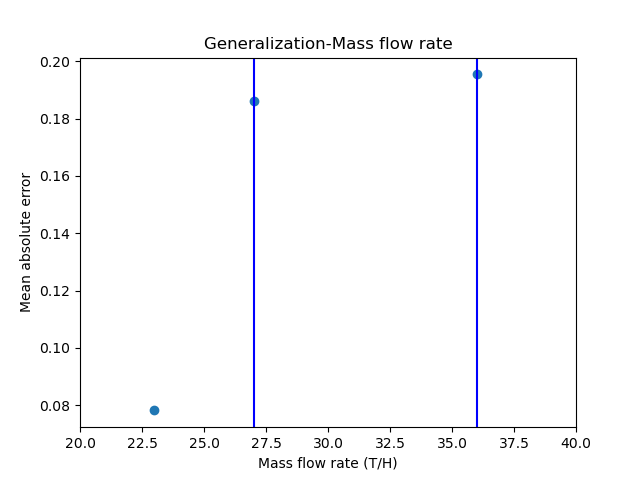 Generalization-Mass flow rate
0.20
0.18
0.16
0.14
0.12
0.10
0.08
Mean absolute error
20.0 22.5 25.0 27.5 30.0 32.5 35.0 37.5 40.0
Mass flow rate (T/H)